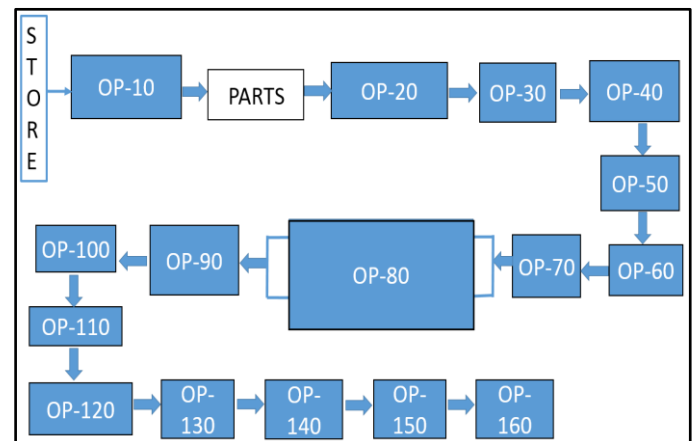 S
T
O
R
E
OP-10
PARTS
OP-20
OP-30
OP-40
OP-50
OP-60
OP-70
OP-80
OP-90
OP-100
OP-110
OP-120
OP-
130
OP-
140
OP-
150
OP-
160